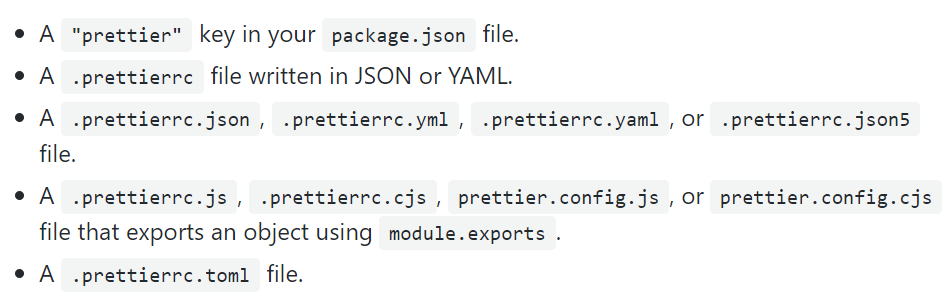 • A "prettier" key in your package.json file.
• A .prettierrc file written in JSON or YAML.
• A .prettierrc.json, .prettierrc.yml, .prettierrc.yaml, or .prettierrc.json5
file.
• A .prettierrc.js, .prettierrc.cjs, prettier.config.js, or prettier.config.cjs
file that exports an object using module.exports.
• A .prettierrc.toml file.